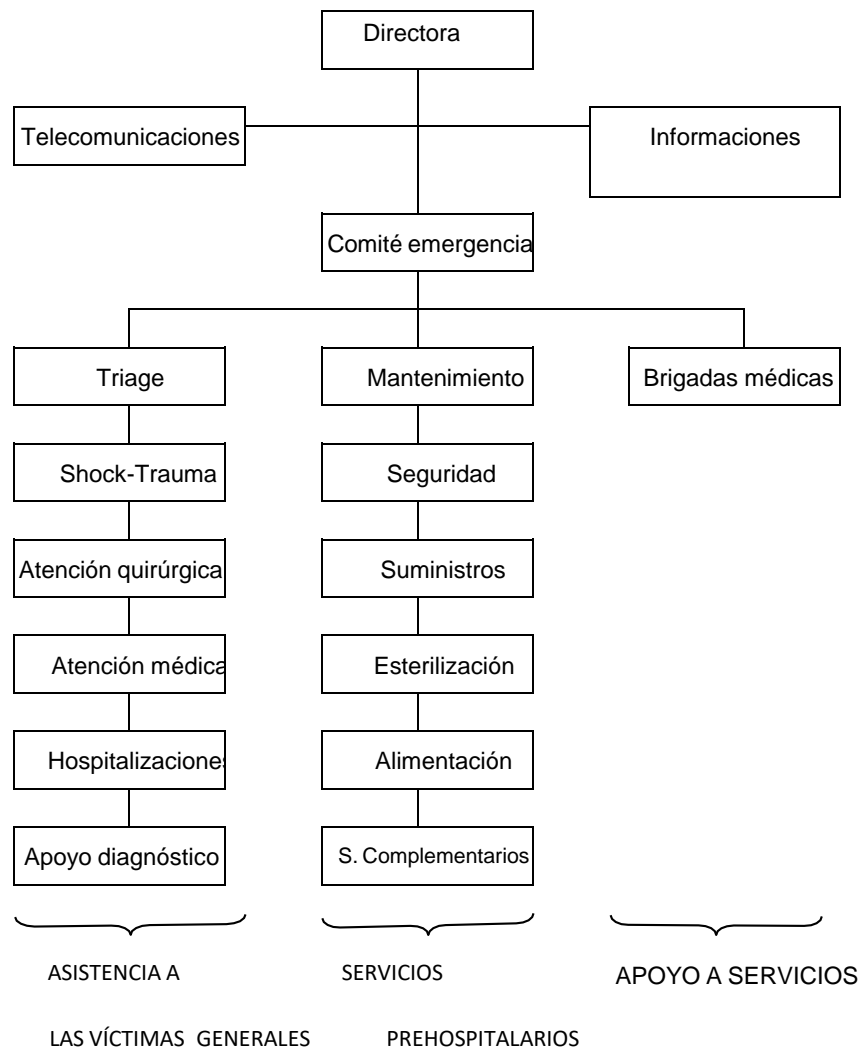 Directora
Telecomunicaciones
Informaciones
Comité emergencia
Triage
Mantenimiento
Brigadas médicas
Shock-Trauma
Seguridad
Atención quirúrgica
Suministros
Atención médica
Esterilización
Hospitalizaciones
Alimentación
Apoyo diagnóstico
S. Complementarios
ASISTENCIA A
SERVICIOS
APOYO A SERVICIOS
LAS VÍCTIMAS GENERALES
PREHOSPITALARIOS